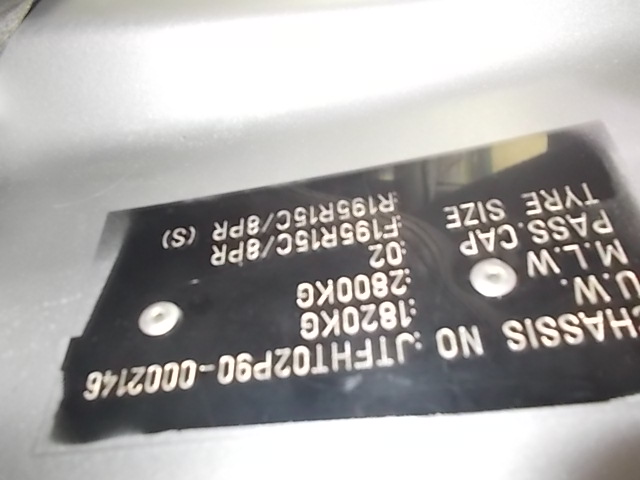 CHASSIS NO :JTFHT02P90-0002146
U.W. :1820KG
M.L.W :2800KG
PASS.CAP :02
TYRE SIZE :F195R15C/8PR
:R195R15C/8PR (S)